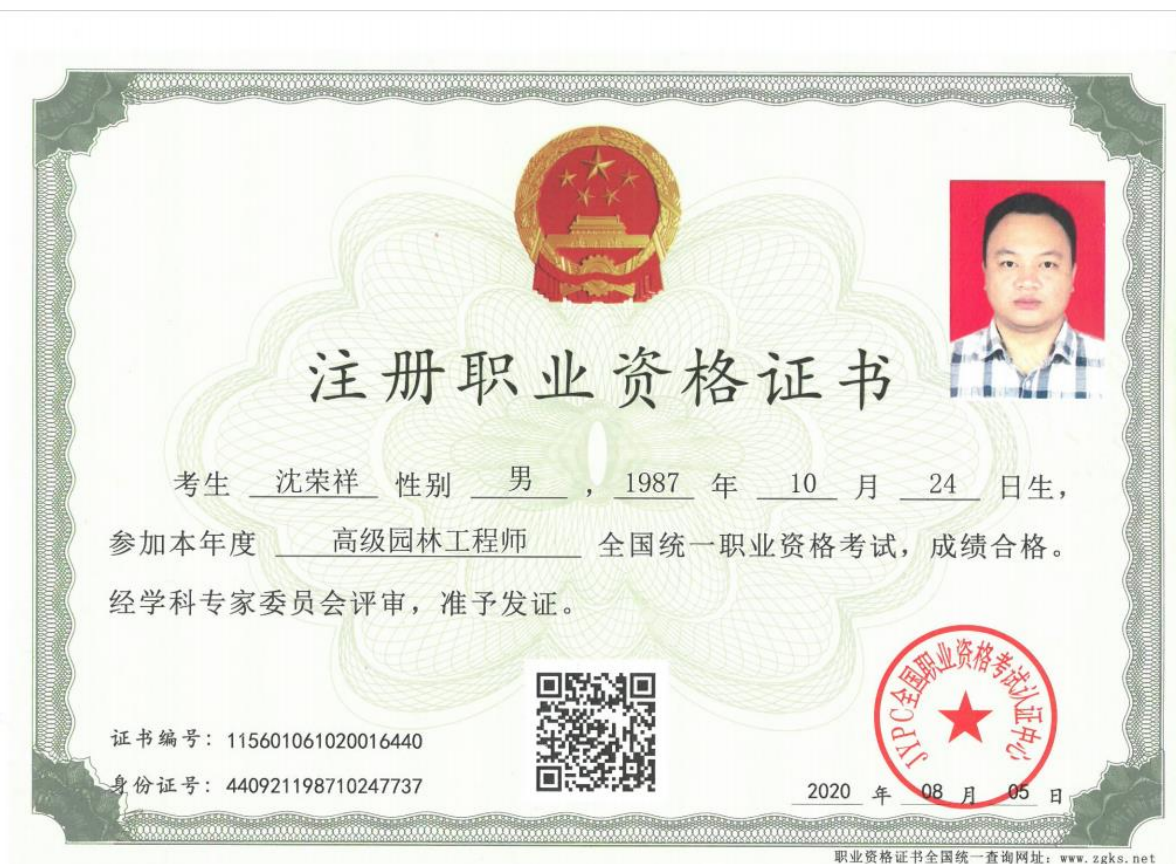 注册职业资格证书
考生 沈荣祥 性别 男 ，1987 年 10 月 24 日生，
参加本年度 高级园林工程师 全国统一职业资格考试，成绩合格。
经学科专家委员会评审，准予发证。
JYPC全国职业资格考试认证中心
证书编号：115601061020016440
身份证号：440921198710247737
2020 年 08 月 05 日
职业资格证书全国统一查询网址：www.zgks.net